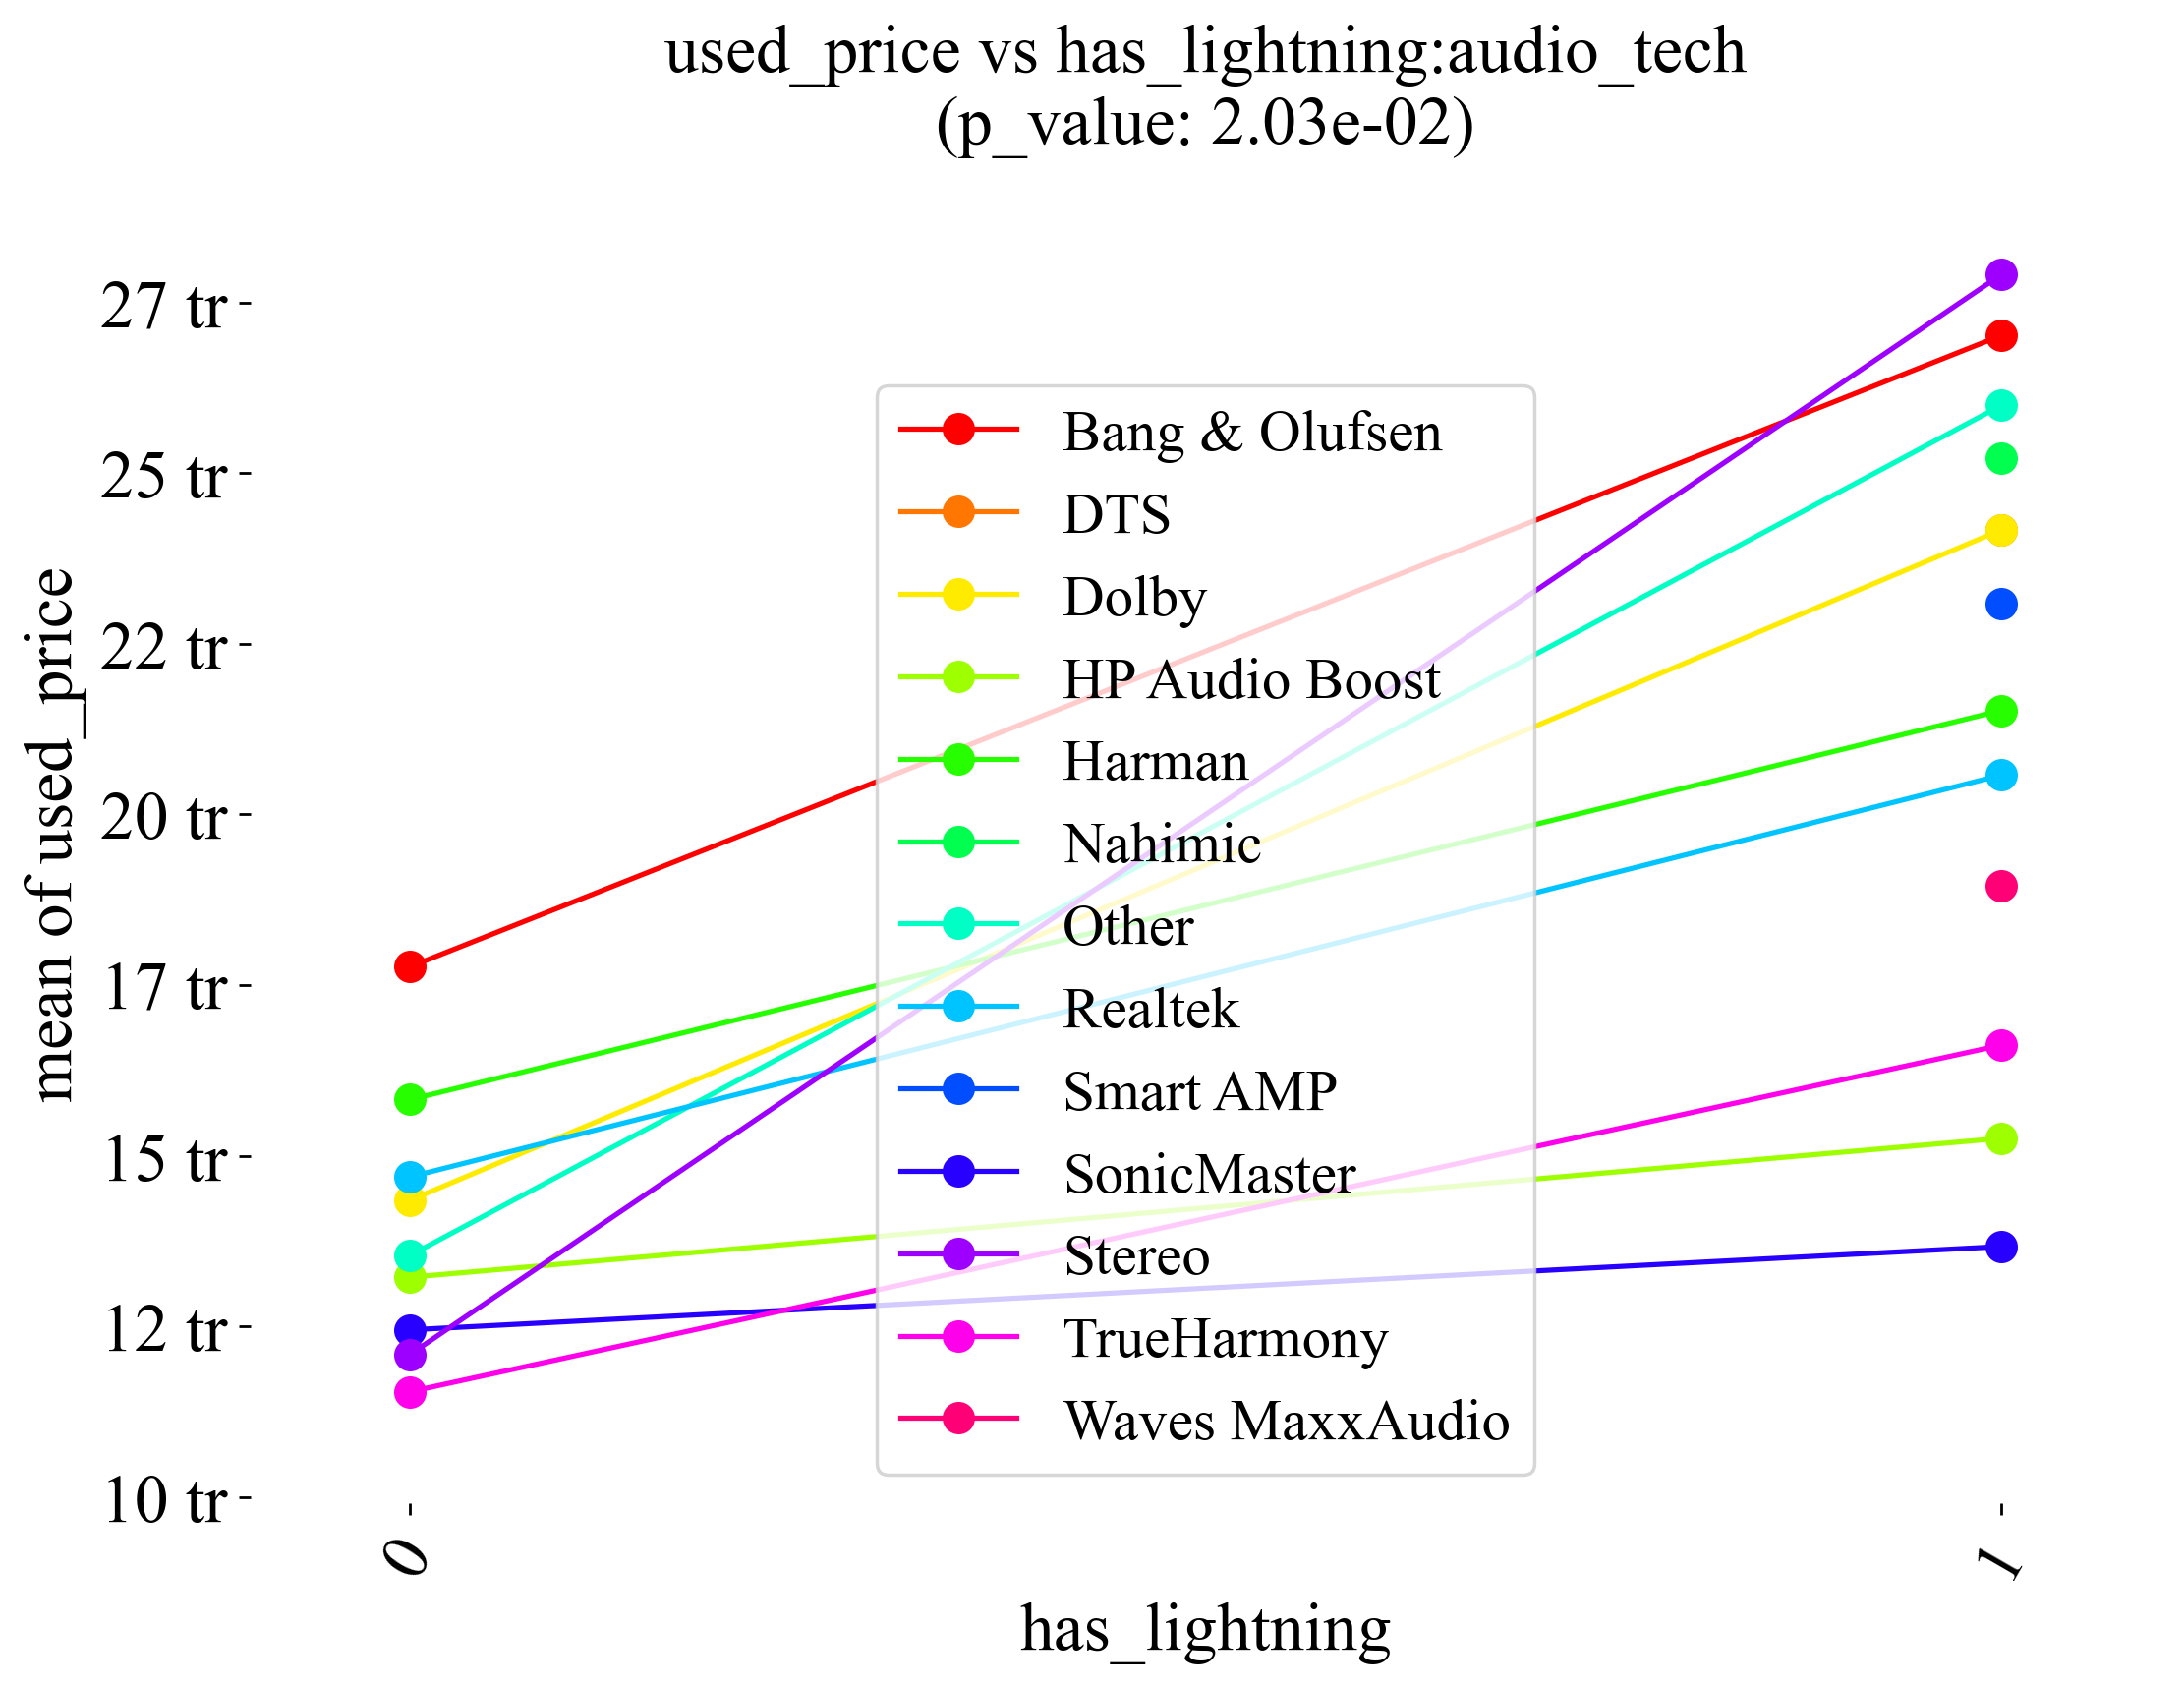 used_price vs has_lightning:audio_tech
(p_value: 2.03e-02)
mean of used_price
27 tr
25 tr
22 tr
20 tr
17 tr
15 tr
12 tr
10 tr
Bang & Olufsen
DTS
Dolby
HP Audio Boost
Harman
Nahimic
Other
Realtek
Smart AMP
SonicMaster
Stereo
TrueHarmony
Waves MaxxAudio
0
1
has_lightning